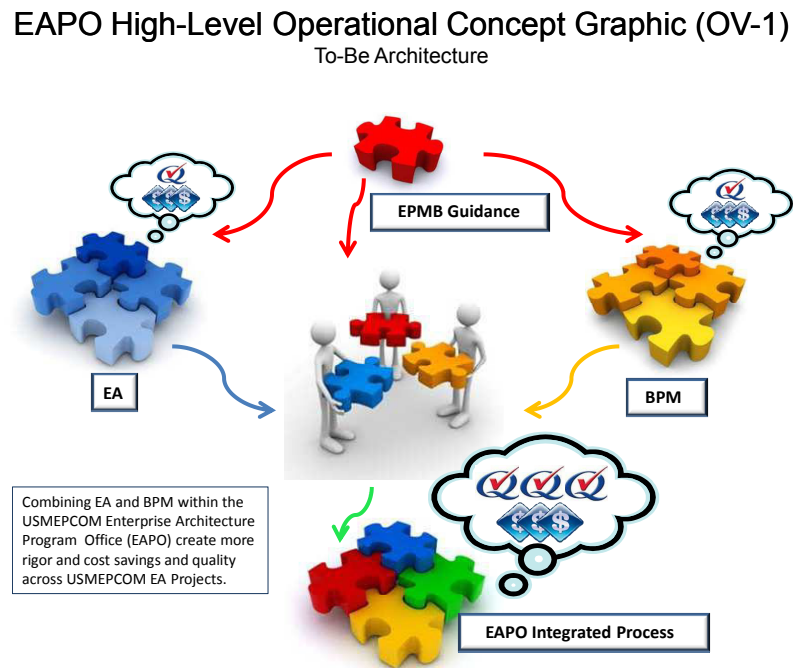 EAPO High-Level Operational Concept Graphic (OV-1)
To-Be Architecture
EPMB Guidance
EA
BPM
Combining EA and BPM within the
USMEPCOM Enterprise Architecture
Program Office (EAPO) create more
rigor and cost savings and quality
across USMEPCOM EA Projects.
EAPO Integrated Process